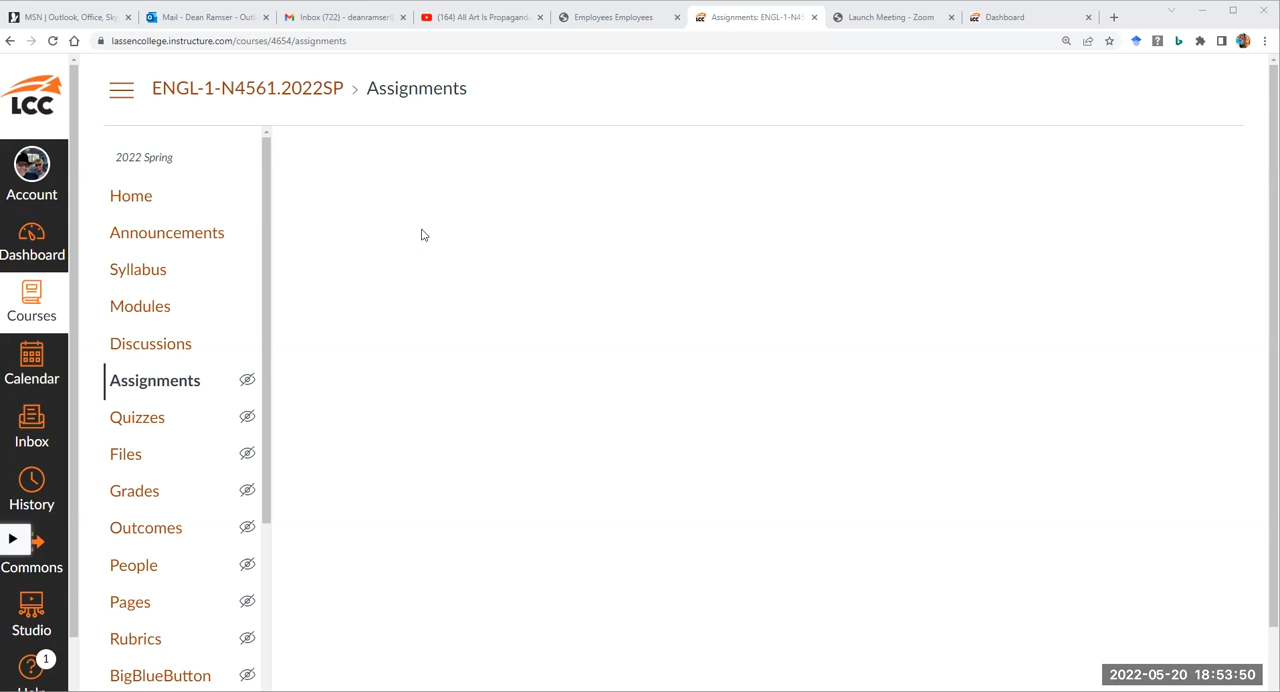 MSN | Outlook, Office, Sky
Mail - Dean Ramser - Outl
Inbox (722) - deanramser@
(164) All Art Is Propagand
Employees Employees
Assignments: ENGL-1-N45
Launch Meeting - Zoom
Dashboard
lassencollege.instructure.com/courses/4654/assignments
LCC
ENGL-1-N4561.2022SP > Assignments
2022 Spring
Home
Announcements
Syllabus
Modules
Discussions
Assignments
Quizzes
Files
Grades
Outcomes
People
Pages
Rubrics
BigBlueButton
Account
Dashboard
Courses
Calendar
Inbox
History
Commons
Studio
1
2022-05-20 18:53:50